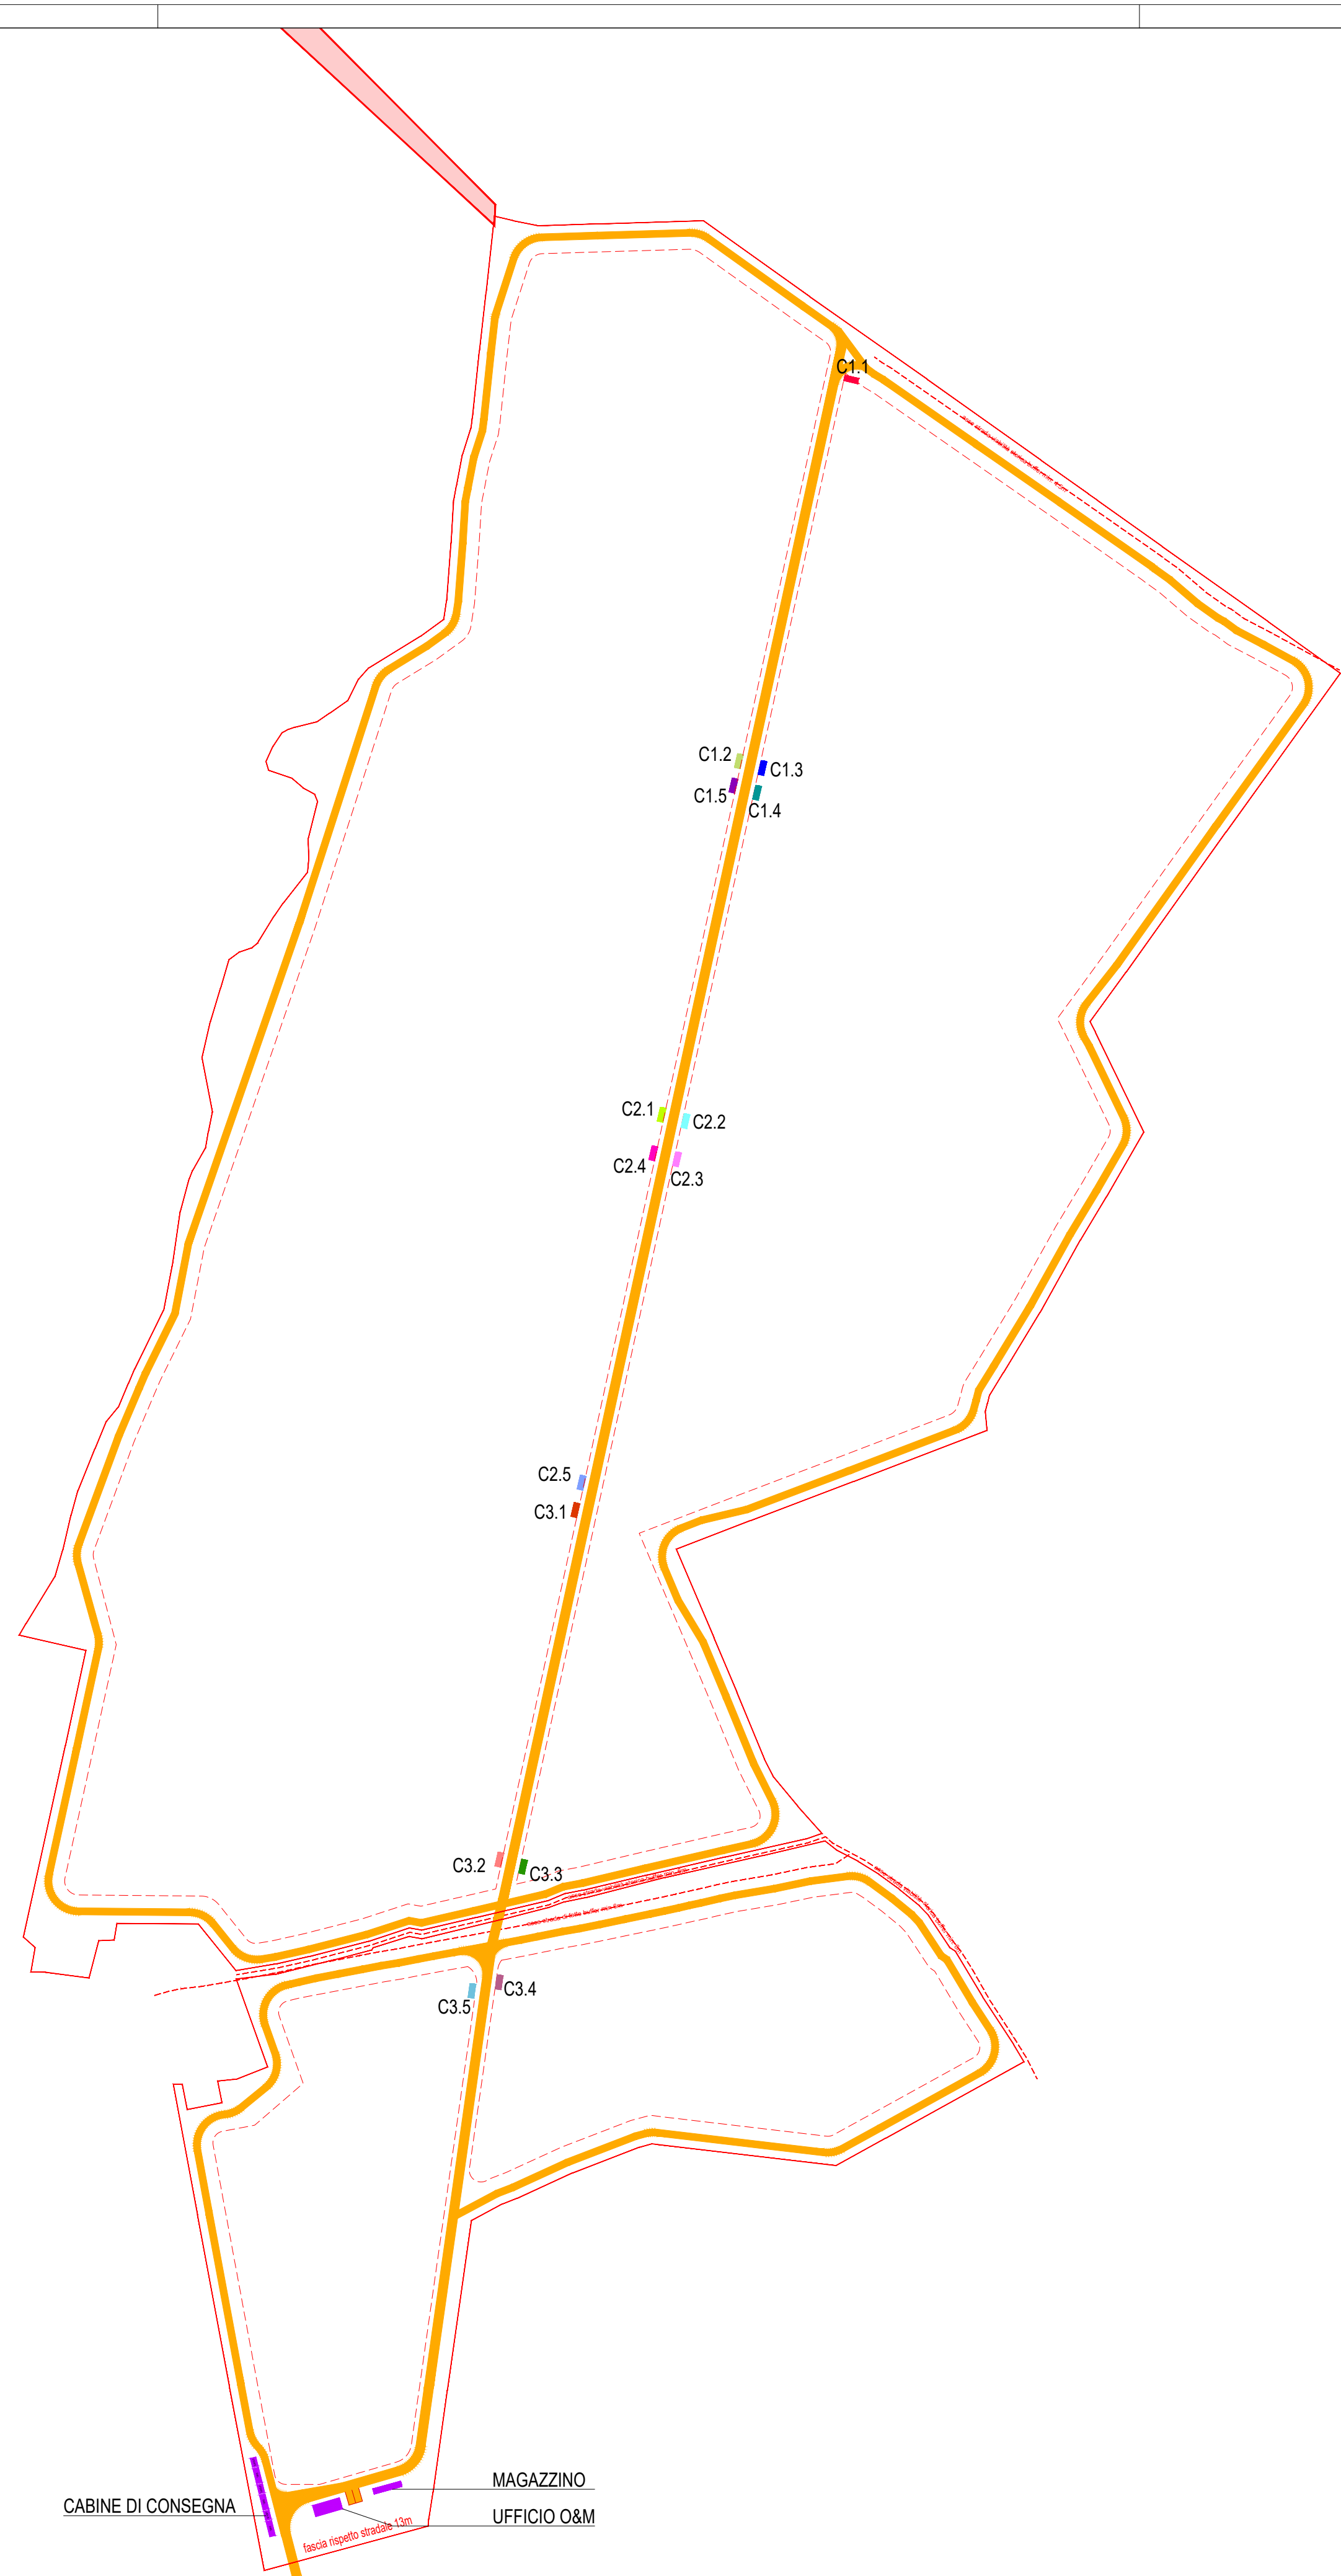 C1.1
C1.2
C1.3
C1.5
C1.4
C2.1
C2.2
C2.4
C2.3
C2.5
C3.1
C3.2
C3.3
C3.4
C3.5
MAGAZZINO
CABINE DI CONSEGNA
UFFICIO O&M
fascia rispetto stradale 13m